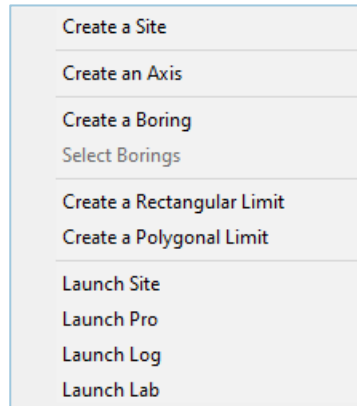 Create a Site
Create an Axis
Create a Boring
Select Borings
Create a Rectangular Limit
Create a Polygonal Limit
Launch Site
Launch Pro
Launch Log
Launch Lab